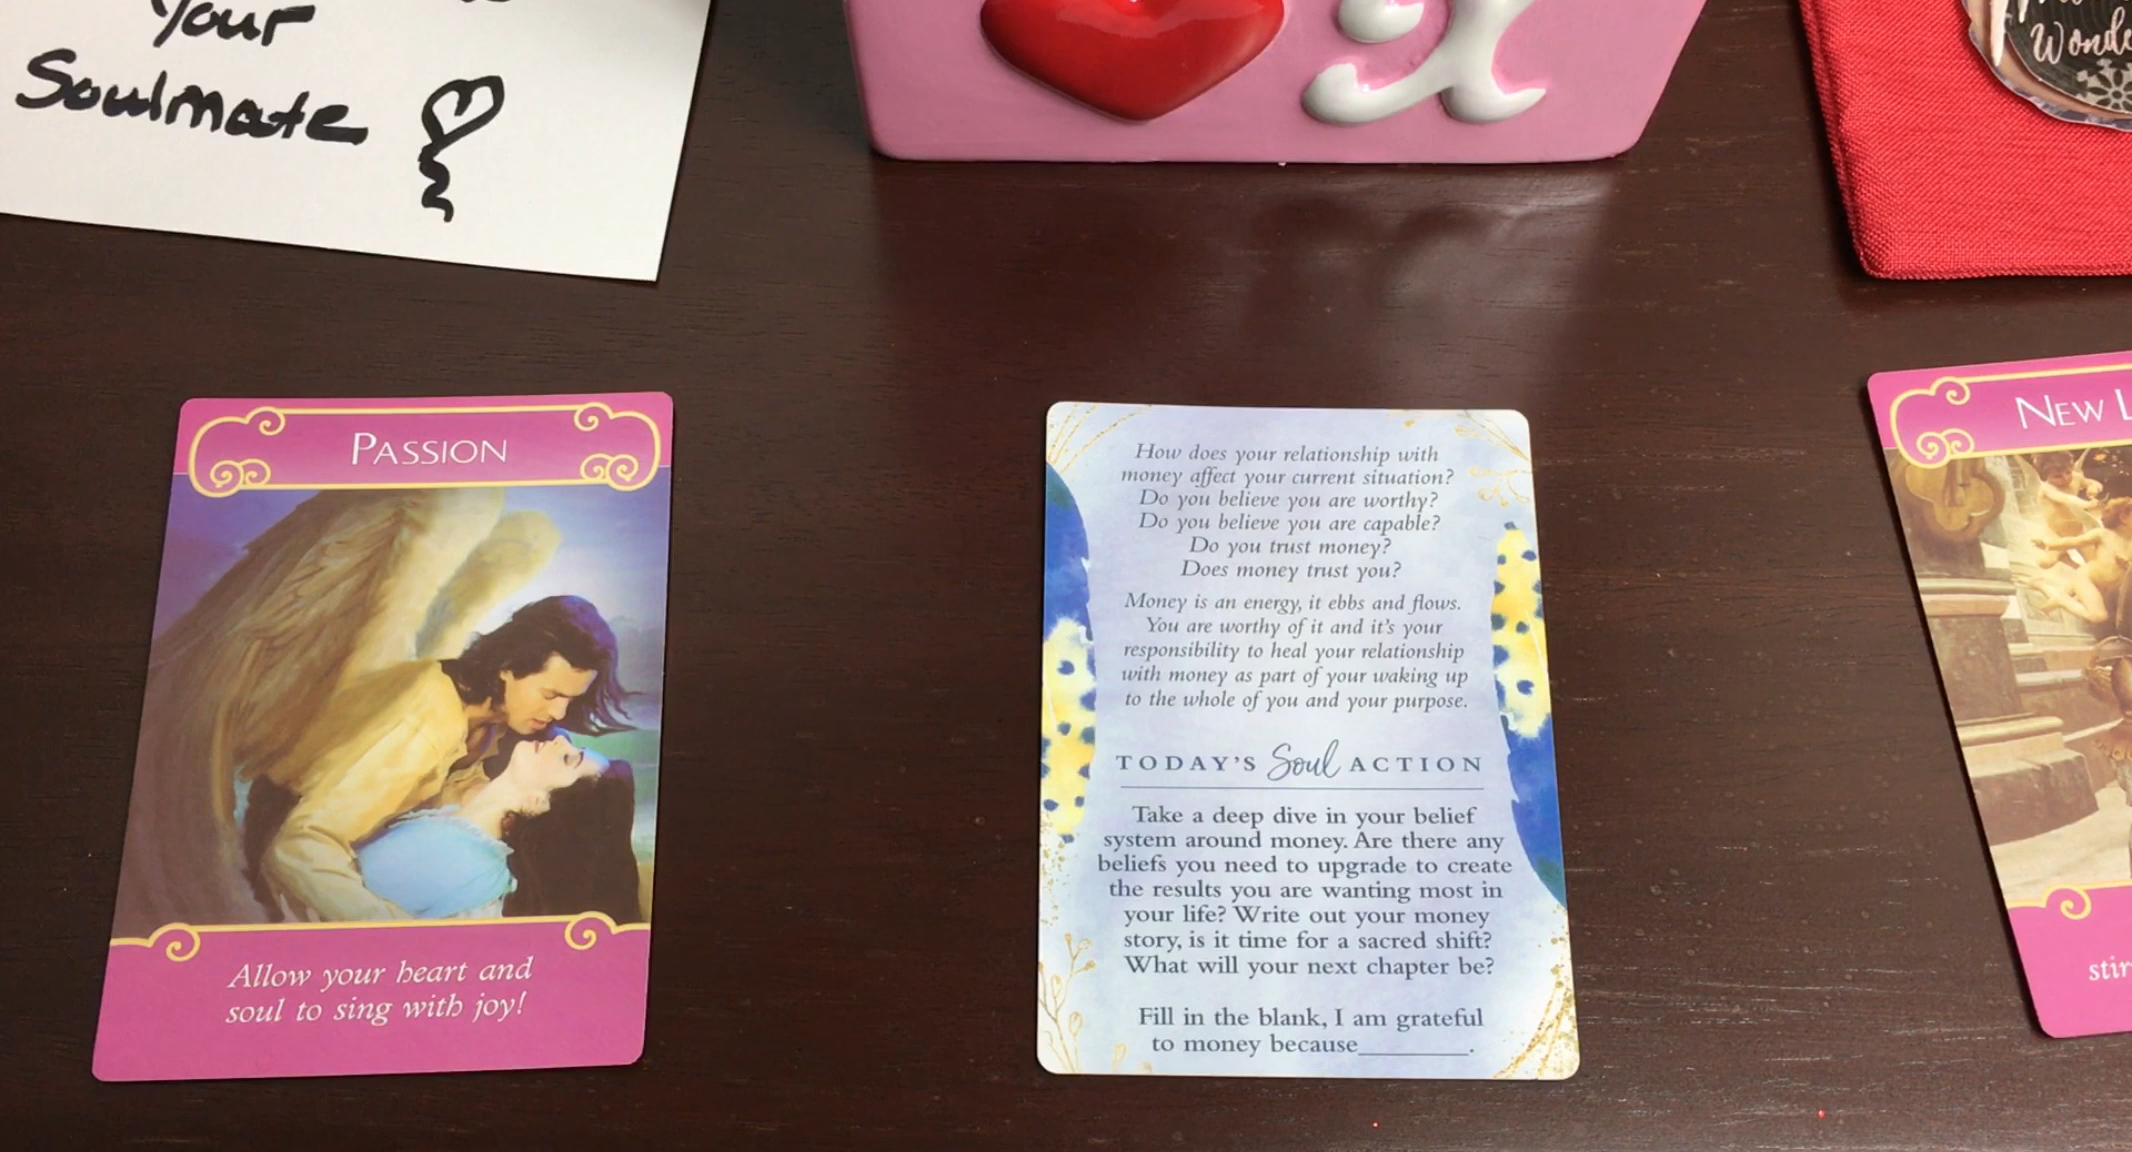 Your
Soulmate
Wonde
PASSION
Allow your heart and
soul to sing with joy!
How does your relationship with
money affect your current situation?
Do you believe you are worthy?
Do you believe you are capable?
Do you trust money?
Does money trust you?
Money is an energy, it ebbs and flows.
You are worthy of it and it's your
responsibility to heal your relationship
with money as part of your waking up
to the whole of you and your purpose.
TODAY'S Soul ACTION
Take a deep dive in your belief
system around money. Are there any
beliefs you need to upgrade to create
the results you are wanting most in
your life? Write out your money
story, is it time for a sacred shift?
What will your next chapter be?
Fill in the blank, I am grateful
to money because_________.
NEW L
stir